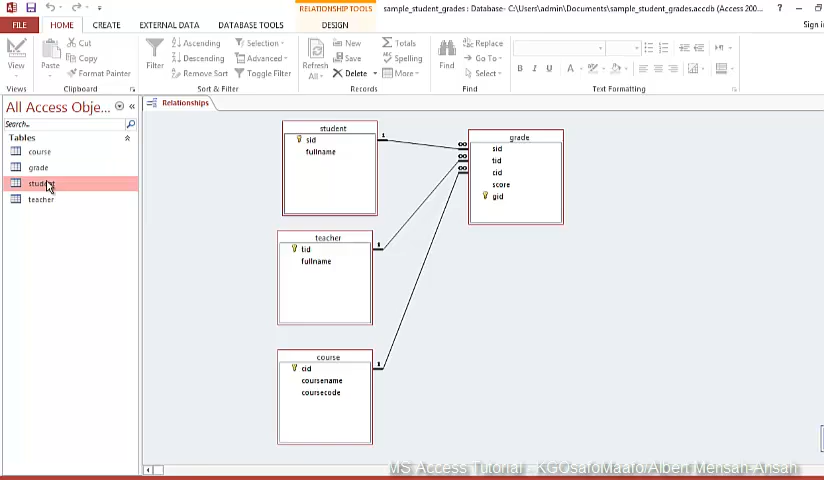 RELATIONSHIP TOOLS
sample_student_grades : Database- C:\Users\admin\Documents\sample_student_grades.accdb (Access 200...
FILE HOME CREATE EXTERNAL DATA DATABASE TOOLS DESIGN Sign in
View
Views
Paste
Cut
Copy
Format Painter
Clipboard
Filter
Ascending
Descending
Remove Sort
Selection
Advanced
Toggle Filter
Sort & Filter
Refresh All
New
Save
Delete
Totals
Spelling
More
Records
Find
Replace
Go To
Select
Find
B I U A
Text Formatting
All Access Obje...
Search..
Tables
course
grade
student
teacher
Relationships
student
sid
fullname
1
grade
sid
tid
cid
score
gid
∞
∞
∞
teacher
tid
fullname
1
course
cid
coursename
coursecode
1
MS Access Tutorial - KGOsafoMaafo/Albert Mensah-Ansah